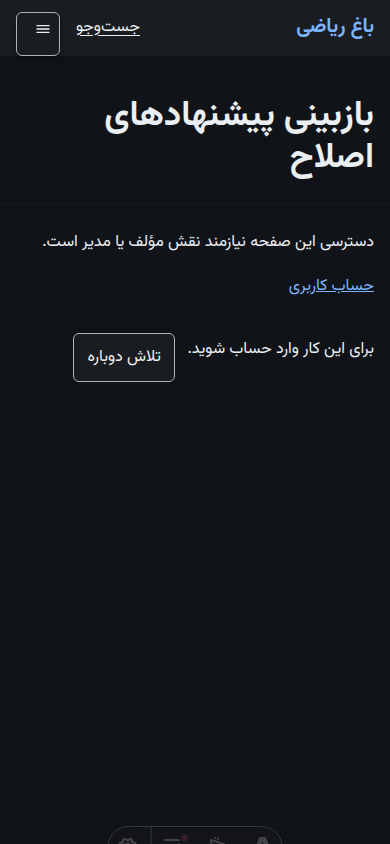 باغ ریاضی
جست‌وجو
بازبینی پیشنهادهای
اصلاح
دسترسی این صفحه نیازمند نقش مؤلف یا مدیر است.
حساب کاربری
برای این کار وارد حساب شوید.
تلاش دوباره